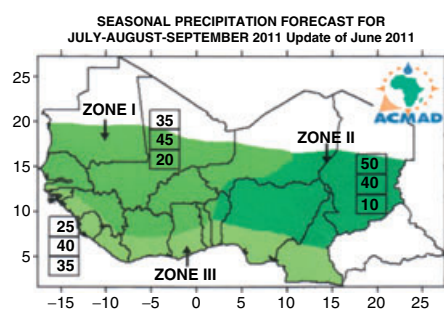 SEASONAL PRECIPITATION FORECAST FOR
JULY-AUGUST-SEPTEMBER 2011 Update of June 2011
25
20
15
10
5
ZONE I
35
45
20
ZONE II
50
40
10
ACMAD
25
40
35
ZONE III
−15 −10 −5 0 5 10 15 20 25